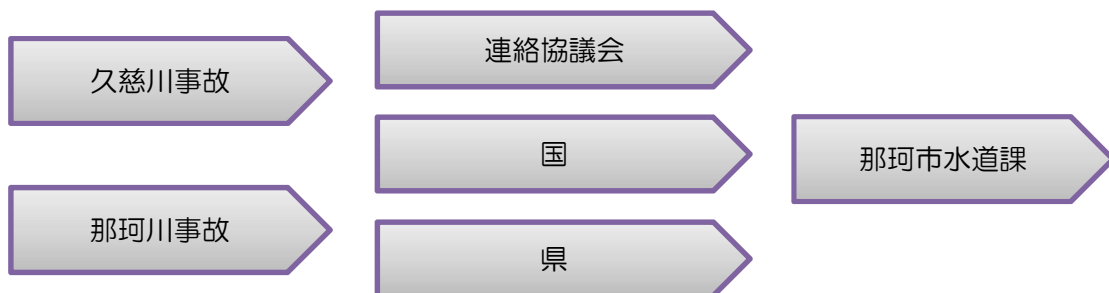 久慈川事故
那珂川事故
連絡協議会
国
県
那珂市水道課